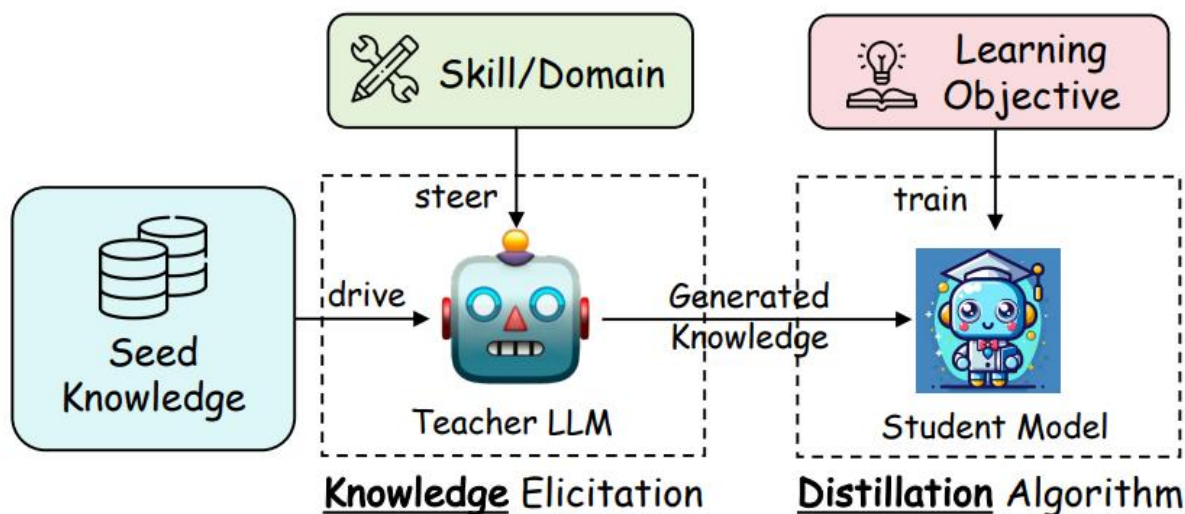 Skill/Domain
Learning
Objective
steer
train
drive
Generated
Knowledge
Seed
Knowledge
Teacher LLM
Student Model
Knowledge Elicitation
Distillation Algorithm